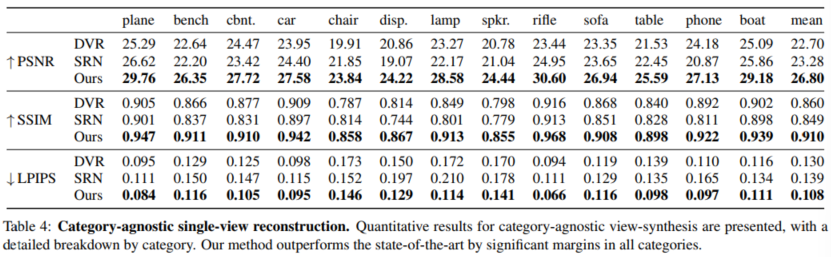 plane bench cbnt. car chair disp. lamp spkr. rifle sofa table phone boat mean
DVR 25.29 22.64 24.47 23.95 19.91 20.86 23.27 20.78 23.44 23.35 21.53 24.18 25.09 22.70
↑PSNR SRN 26.62 22.20 23.42 24.40 21.85 19.07 22.17 21.04 24.95 23.65 22.45 20.87 25.86 23.28
Ours 29.76 26.35 27.72 27.58 23.84 24.22 28.58 24.44 30.60 26.94 25.59 27.13 29.18 26.80
DVR 0.905 0.866 0.877 0.909 0.787 0.814 0.849 0.798 0.916 0.868 0.840 0.892 0.902 0.860
↑SSIM SRN 0.901 0.837 0.831 0.897 0.814 0.744 0.801 0.779 0.913 0.851 0.828 0.811 0.898 0.849
Ours 0.947 0.911 0.910 0.942 0.858 0.867 0.913 0.855 0.968 0.908 0.898 0.922 0.939 0.910
DVR 0.095 0.129 0.125 0.098 0.173 0.150 0.172 0.170 0.094 0.119 0.139 0.110 0.116 0.130
↓LPIPS SRN 0.111 0.150 0.147 0.115 0.152 0.197 0.210 0.178 0.111 0.129 0.135 0.165 0.134 0.139
Ours 0.084 0.116 0.105 0.095 0.146 0.129 0.114 0.141 0.066 0.116 0.098 0.097 0.111 0.108
Table 4: Category-agnostic single-view reconstruction. Quantitative results for category-agnostic view-synthesis are presented, with a
detailed breakdown by category. Our method outperforms the state-of-the-art by significant margins in all categories.